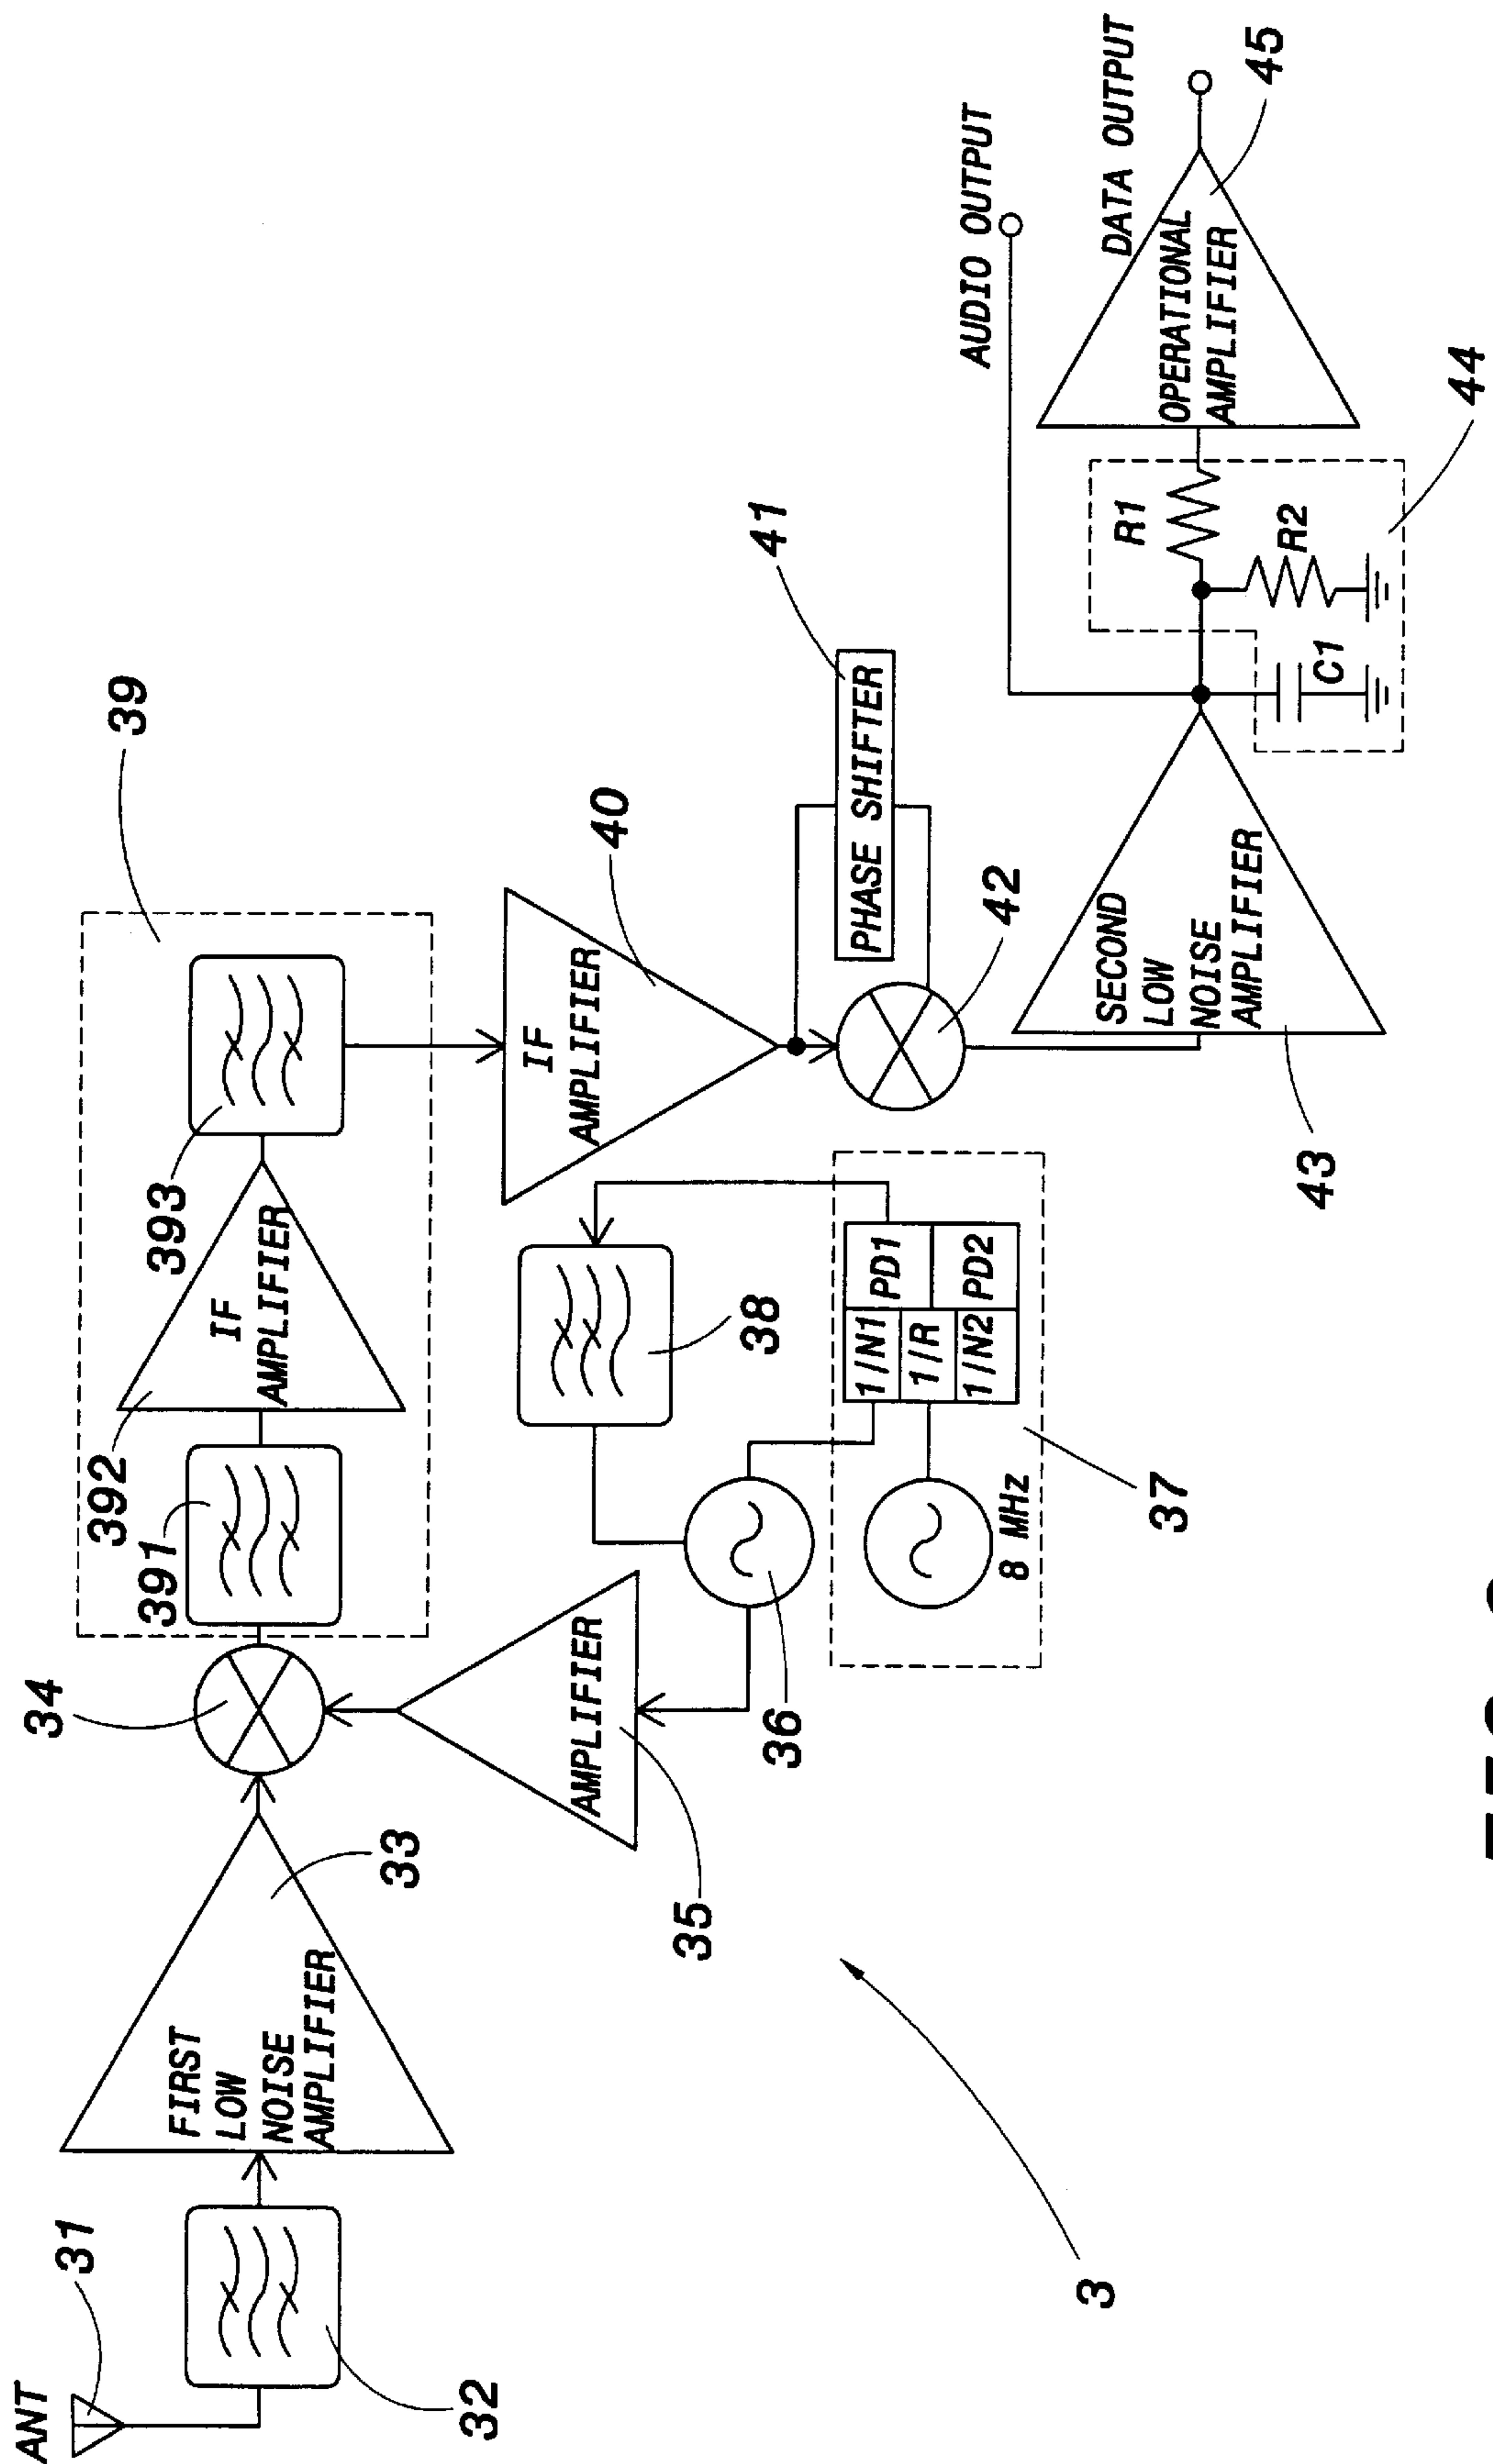 ANT
31
32
FIRST
LOW
NOISE
AMPLIFIER
33
34
35
AMPLIFIER
36
39
391
392
IF
AMPLIFIER
393
38
37
8 MHz
1/N1
1/R
1/N2
PD1
PD2
IF
AMPLIFIER
40
41
PHASE SHIFTER
42
43
SECOND
LOW
NOISE
AMPLIFIER
C1
R2
R1
44
AUDIO OUTPUT
OPERATIONAL
AMPLIFIER
DATA OUTPUT
45
3